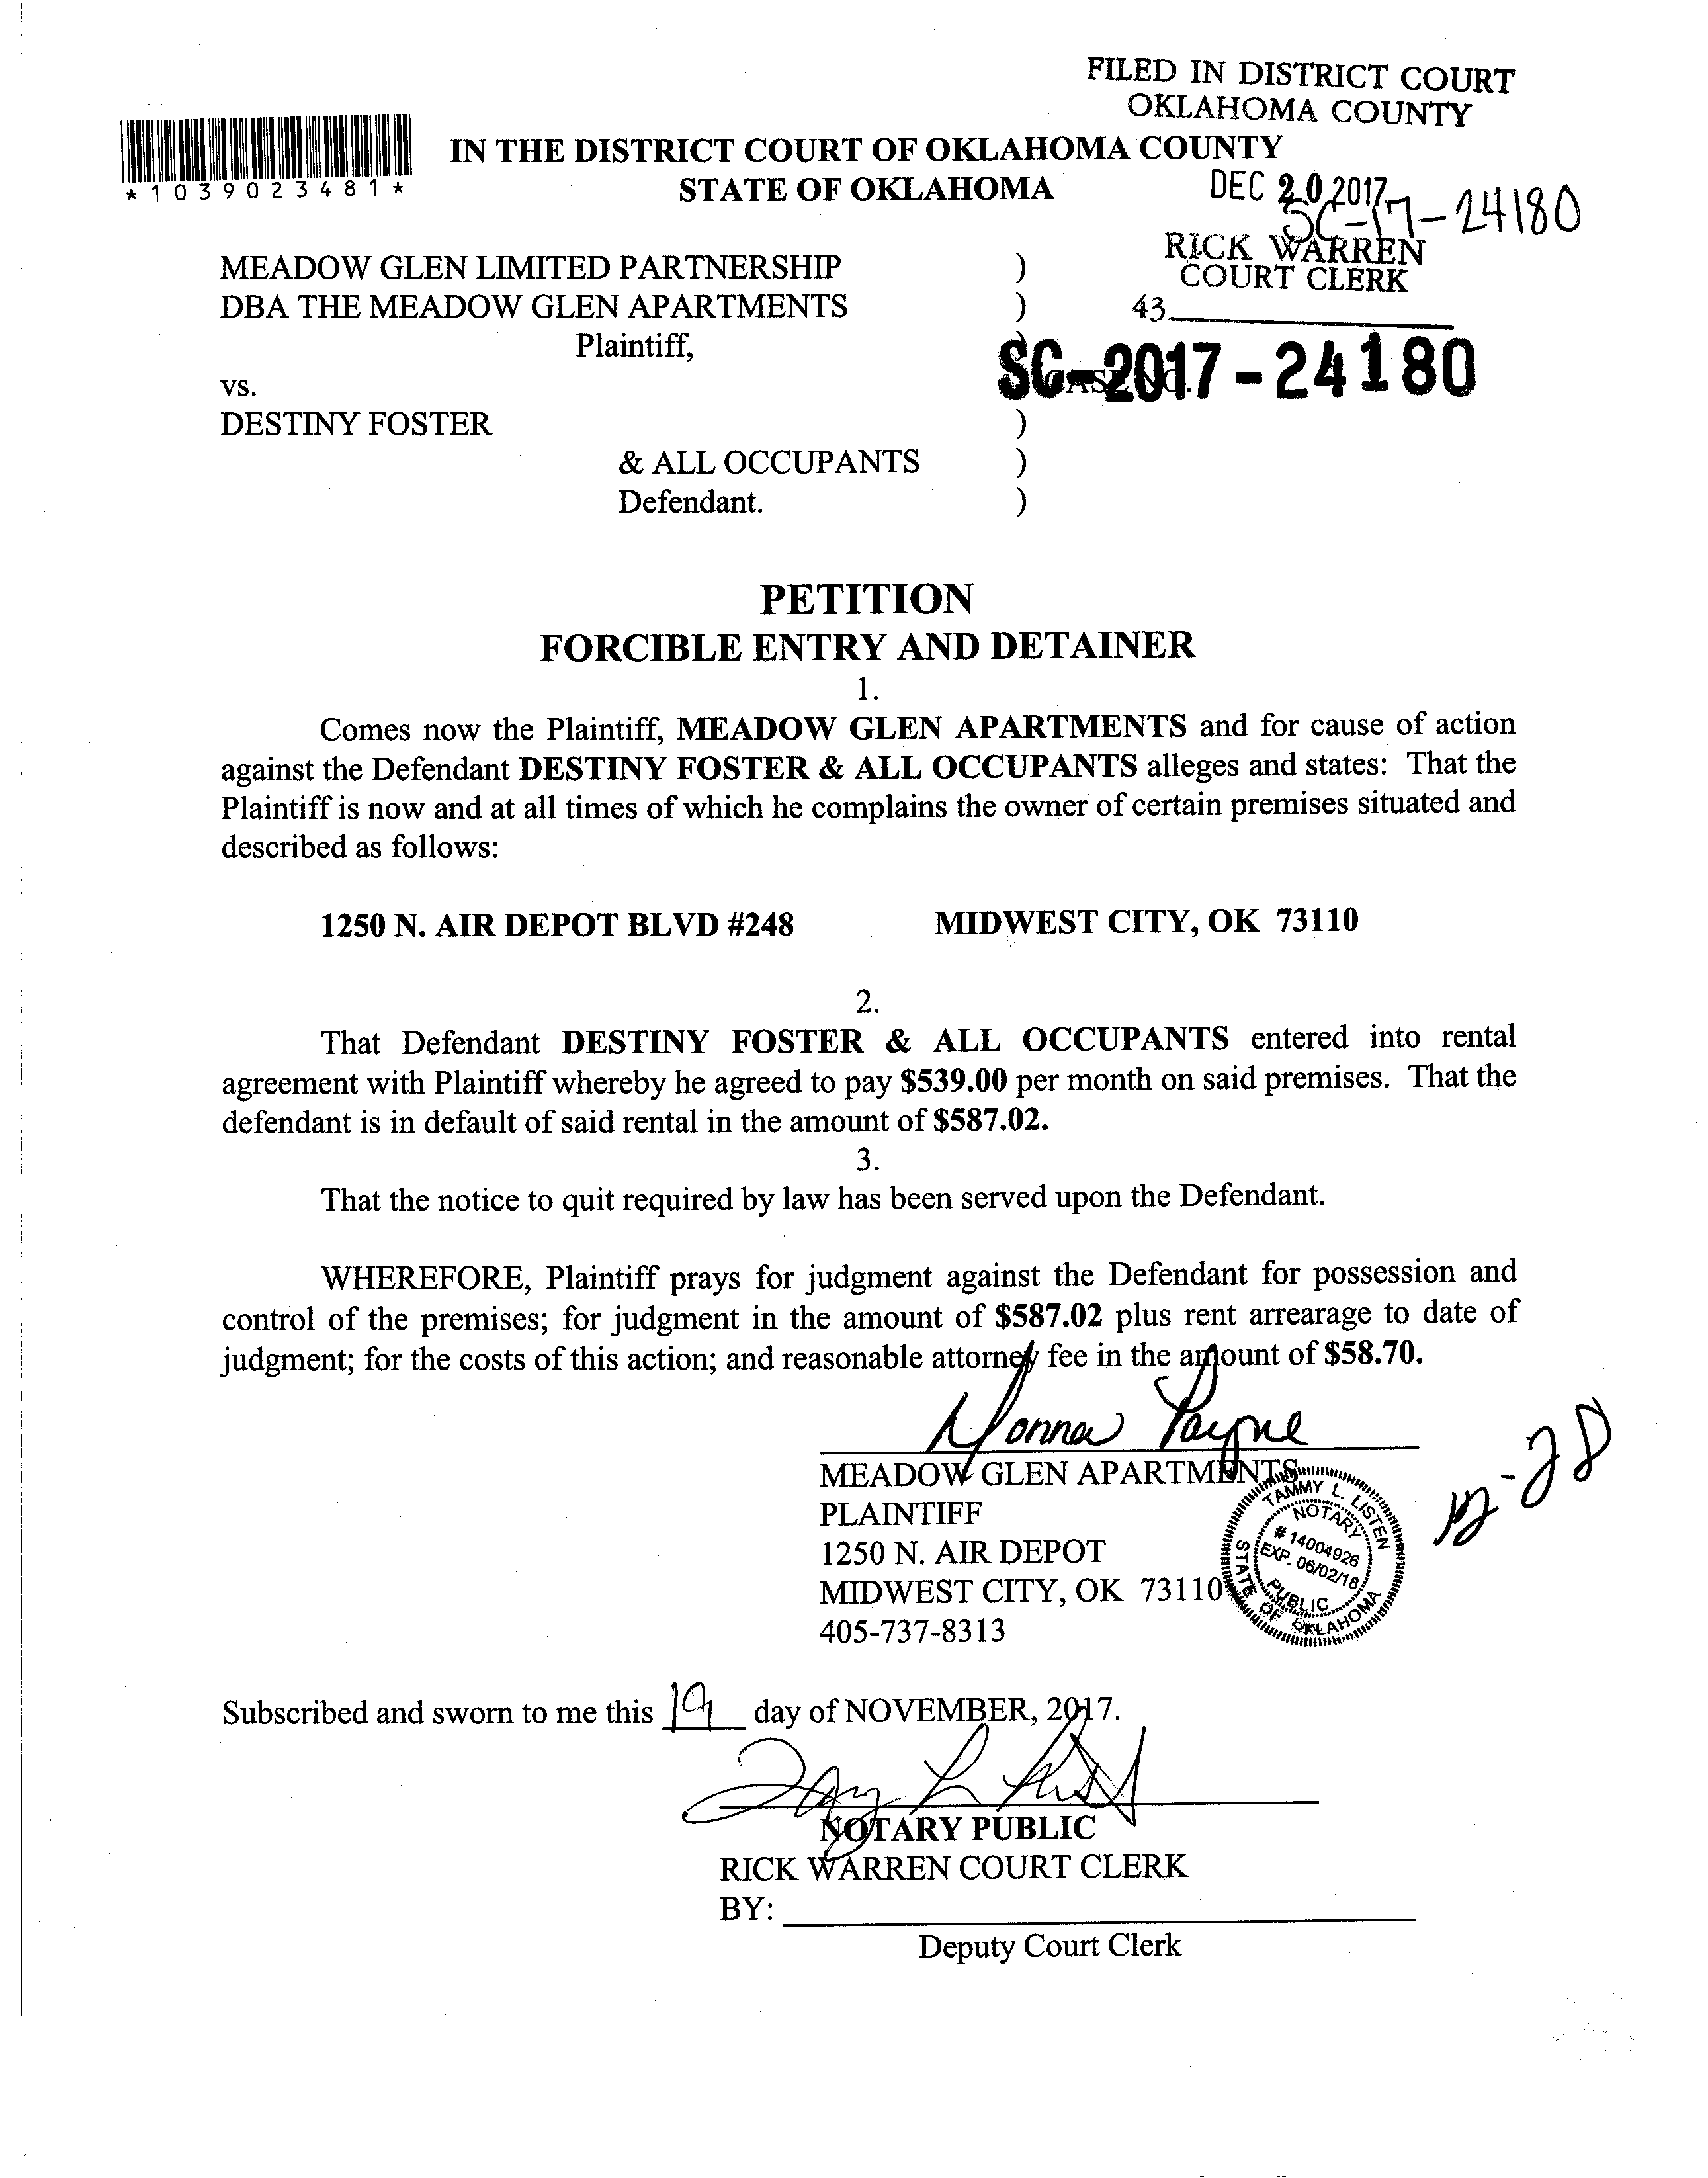 FILED IN DISTRICT COURT
OKLAHOMA COUNTY
*1039023481*
IN THE DISTRICT COURT OF OKLAHOMA COUNTY
STATE OF OKLAHOMA
DEC 20 2017
SC-17-24180
RICK WARREN
COURT CLERK
43
MEADOW GLEN LIMITED PARTNERSHIP )
DBA THE MEADOW GLEN APARTMENTS )
Plaintiff, )
SC-2017-24180
vs. CASE NO.
DESTINY FOSTER )
& ALL OCCUPANTS )
Defendant. )
PETITION
FORCIBLE ENTRY AND DETAINER
1.
Comes now the Plaintiff, MEADOW GLEN APARTMENTS and for cause of action
against the Defendant DESTINY FOSTER & ALL OCCUPANTS alleges and states: That the
Plaintiff is now and at all times of which he complains the owner of certain premises situated and
described as follows:
1250 N. AIR DEPOT BLVD #248 MIDWEST CITY, OK 73110
2.
That Defendant DESTINY FOSTER & ALL OCCUPANTS entered into rental
agreement with Plaintiff whereby he agreed to pay $539.00 per month on said premises. That the
defendant is in default of said rental in the amount of $587.02.
3.
That the notice to quit required by law has been served upon the Defendant.
WHEREFORE, Plaintiff prays for judgment against the Defendant for possession and
control of the premises; for judgment in the amount of $587.02 plus rent arrearage to date of
judgment; for the costs of this action; and reasonable attorney fee in the amount of $58.70.
Donna Payne
MEADOW GLEN APARTMENTS
PLAINTIFF
1250 N. AIR DEPOT
MIDWEST CITY, OK 73110
405-737-8313
TAMMY L. LISTEN
NOTARY
# 14004926
EXP. 06/02/18
PUBLIC
STATE OF OKLAHOMA
12-28
Subscribed and sworn to me this 19 day of NOVEMBER, 2017.
NOTARY PUBLIC
RICK WARREN COURT CLERK
BY:
Deputy Court Clerk